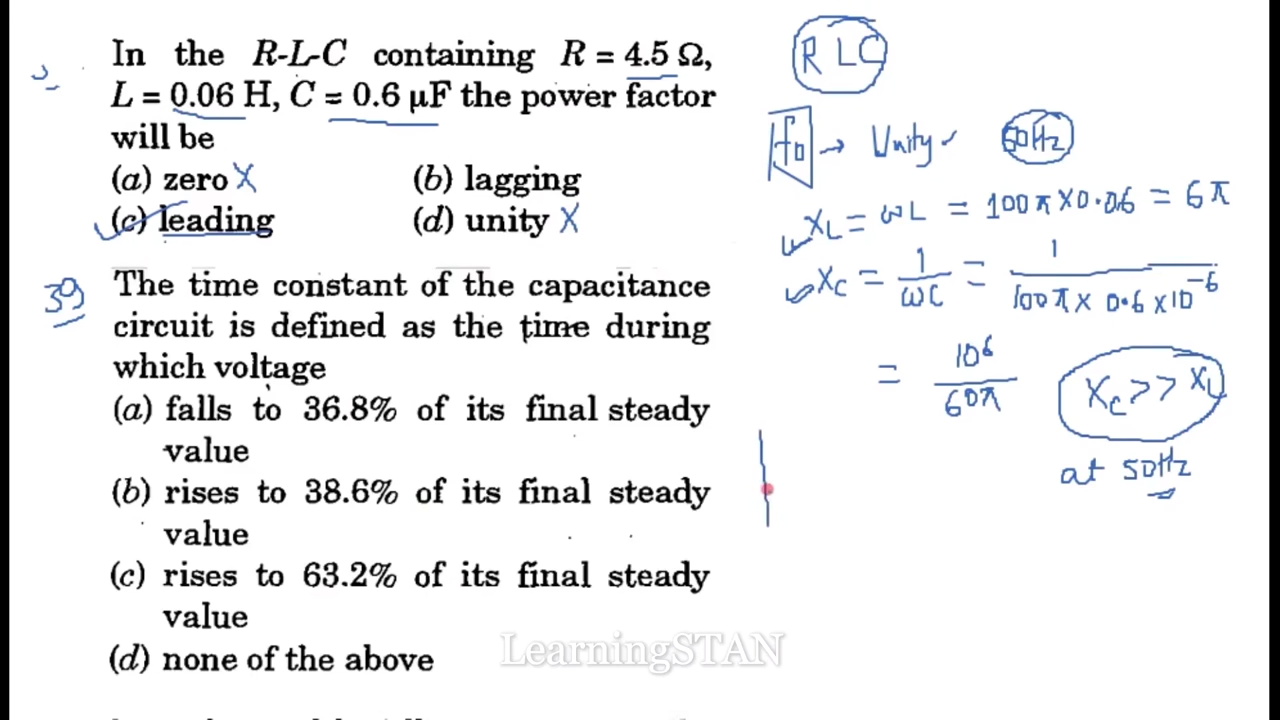 In the R-L-C containing R = 4.5 Ω,
L = 0.06 H, C = 0.6 μF the power factor
will be
(a) zero X
(b) lagging
(c) leading
(d) unity X
39
The time constant of the capacitance
circuit is defined as the time during
which voltage
(a) falls to 36.8% of its final steady
value
(b) rises to 38.6% of its final steady
value
(c) rises to 63.2% of its final steady
value
(d) none of the above
R LC
f0 → Unity ✓ 50Hz
XL = ωL = 100π×0.06 = 6π
XC = 1/ωC = 1/100π × 0.6 × 10^-6
= 10^6/60π
XC >> XL
at 50Hz
LearningSTAN